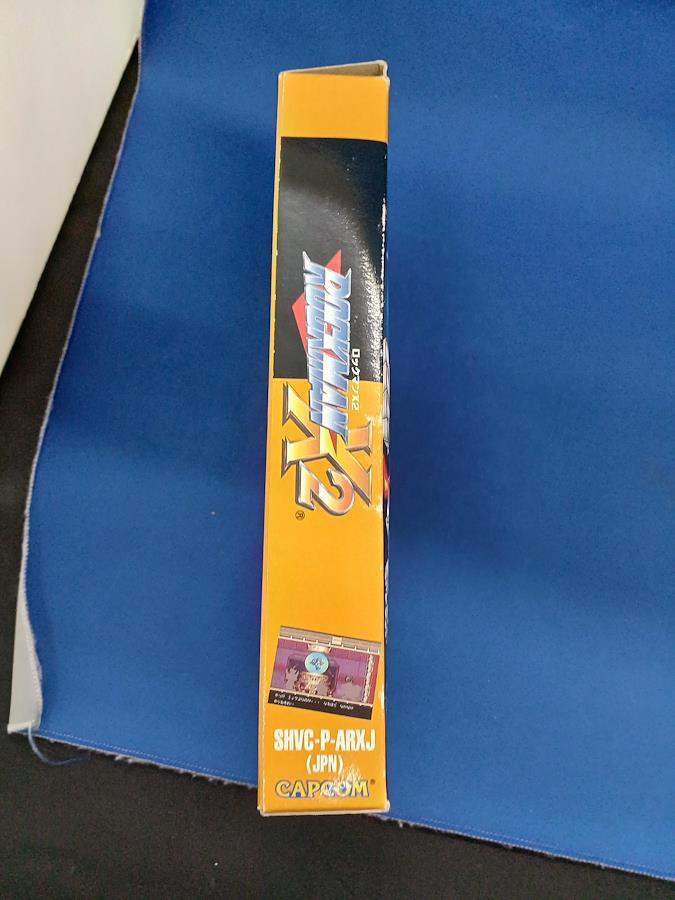 ROCKMAN
ロックマンX2
X2
®
SHVC-P-ARXJ
(JPN)
CAPCOM®